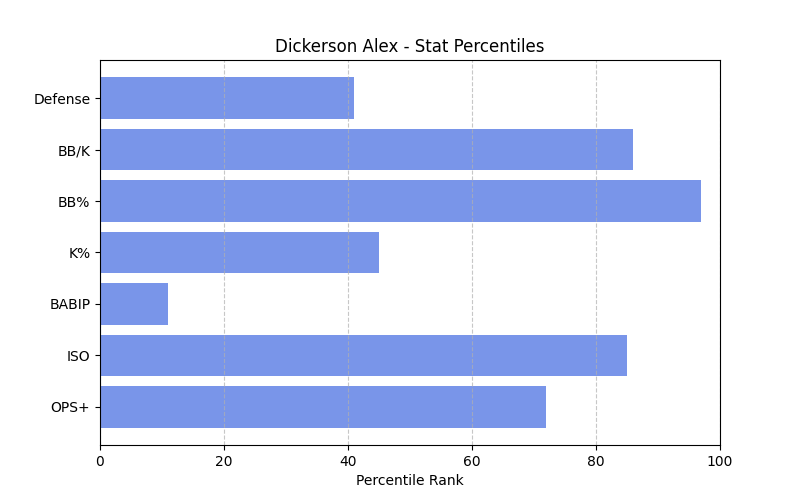 Dickerson Alex - Stat Percentiles
Defense
BB/K
BB%
K%
BABIP
ISO
OPS+
0 20 40 60 80 100
Percentile Rank